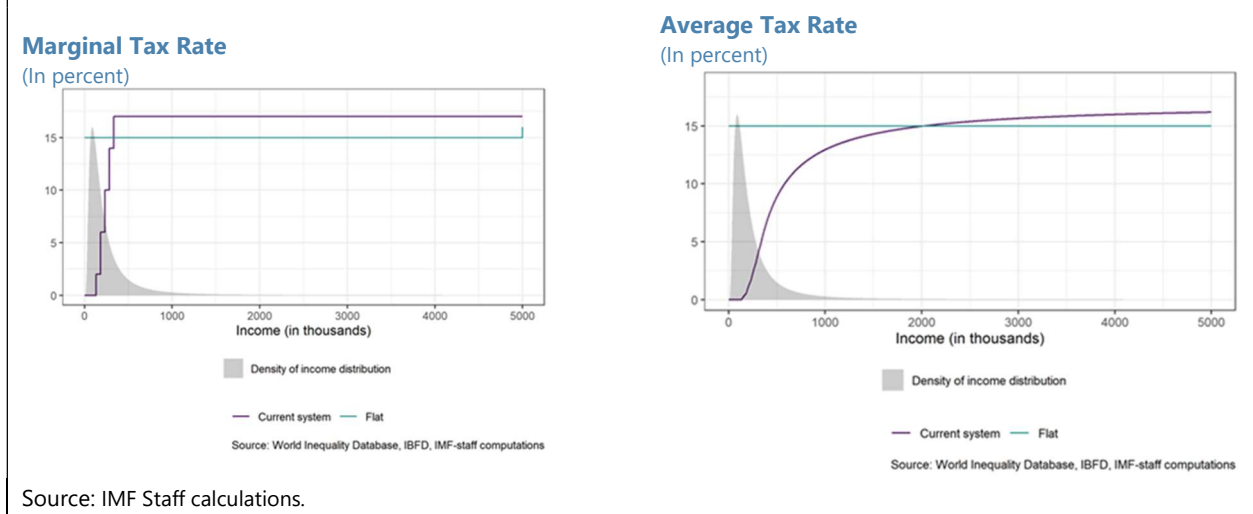 Marginal Tax Rate
(In percent)
15
10
5
0
0 1000 2000 3000 4000 5000
Income (in thousands)
Density of income distribution
Current system Flat
Source: World Inequality Database, IBFD, IMF-staff computations
Average Tax Rate
(In percent)
15
10
5
0
0 1000 2000 3000 4000 5000
Income (in thousands)
Density of income distribution
Current system Flat
Source: World Inequality Database, IBFD, IMF-staff computations
Source: IMF Staff calculations.